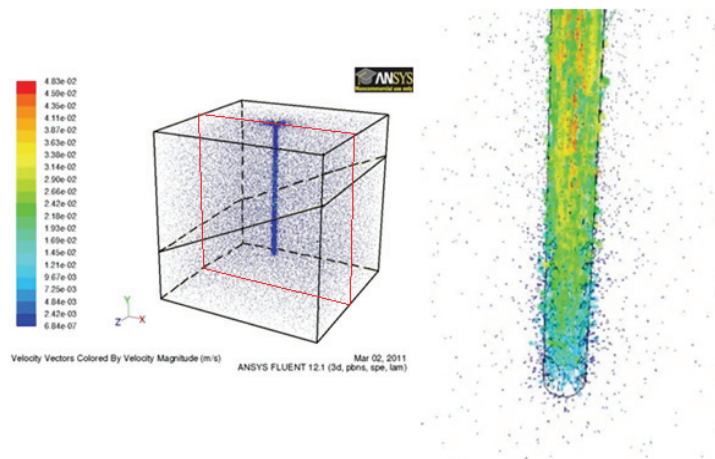 4.83e-02
4.59e-02
4.35e-02
4.11e-02
3.87e-02
3.63e-02
3.38e-02
3.14e-02
2.90e-02
2.66e-02
2.42e-02
2.18e-02
1.93e-02
1.69e-02
1.45e-02
1.21e-02
9.67e-03
7.25e-03
4.84e-03
2.42e-03
6.84e-07
ANSYS
Noncommercial use only
Y
Z X
Velocity Vectors Colored By Velocity Magnitude (m/s)
Mar 02, 2011
ANSYS FLUENT 12.1 (3d, pbns, spe, lam)